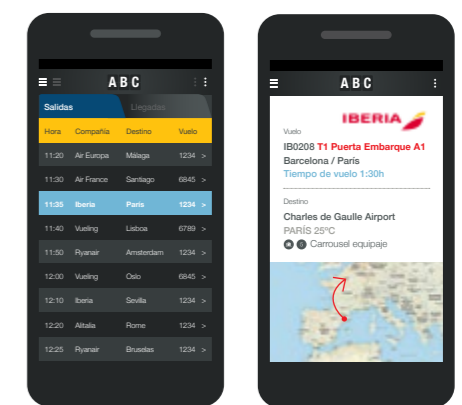 ABC
Salidas Llegadas
Hora Compañía Destino Vuelo
11:20 Air Europa Málaga 1234 >
11:30 Air France Santiago 6845 >
11:35 Iberia París 1234 >
11:40 Vueling Lisboa 6789 >
11:50 Ryanair Amsterdam 1234 >
12:00 Vueling Oslo 6845 >
12:10 Iberia Sevilla 1234 >
12:20 Alitalia Rome 1234 >
12:25 Ryanair Bruselas 1234 >
ABC
IBERIA
Vuelo
IB0208 T1 Puerta Embarque A1
Barcelona / París
Tiempo de vuelo 1:30h
Destino
Charles de Gaulle Airport
PARÍS 25ºC
Carrousel equipaje